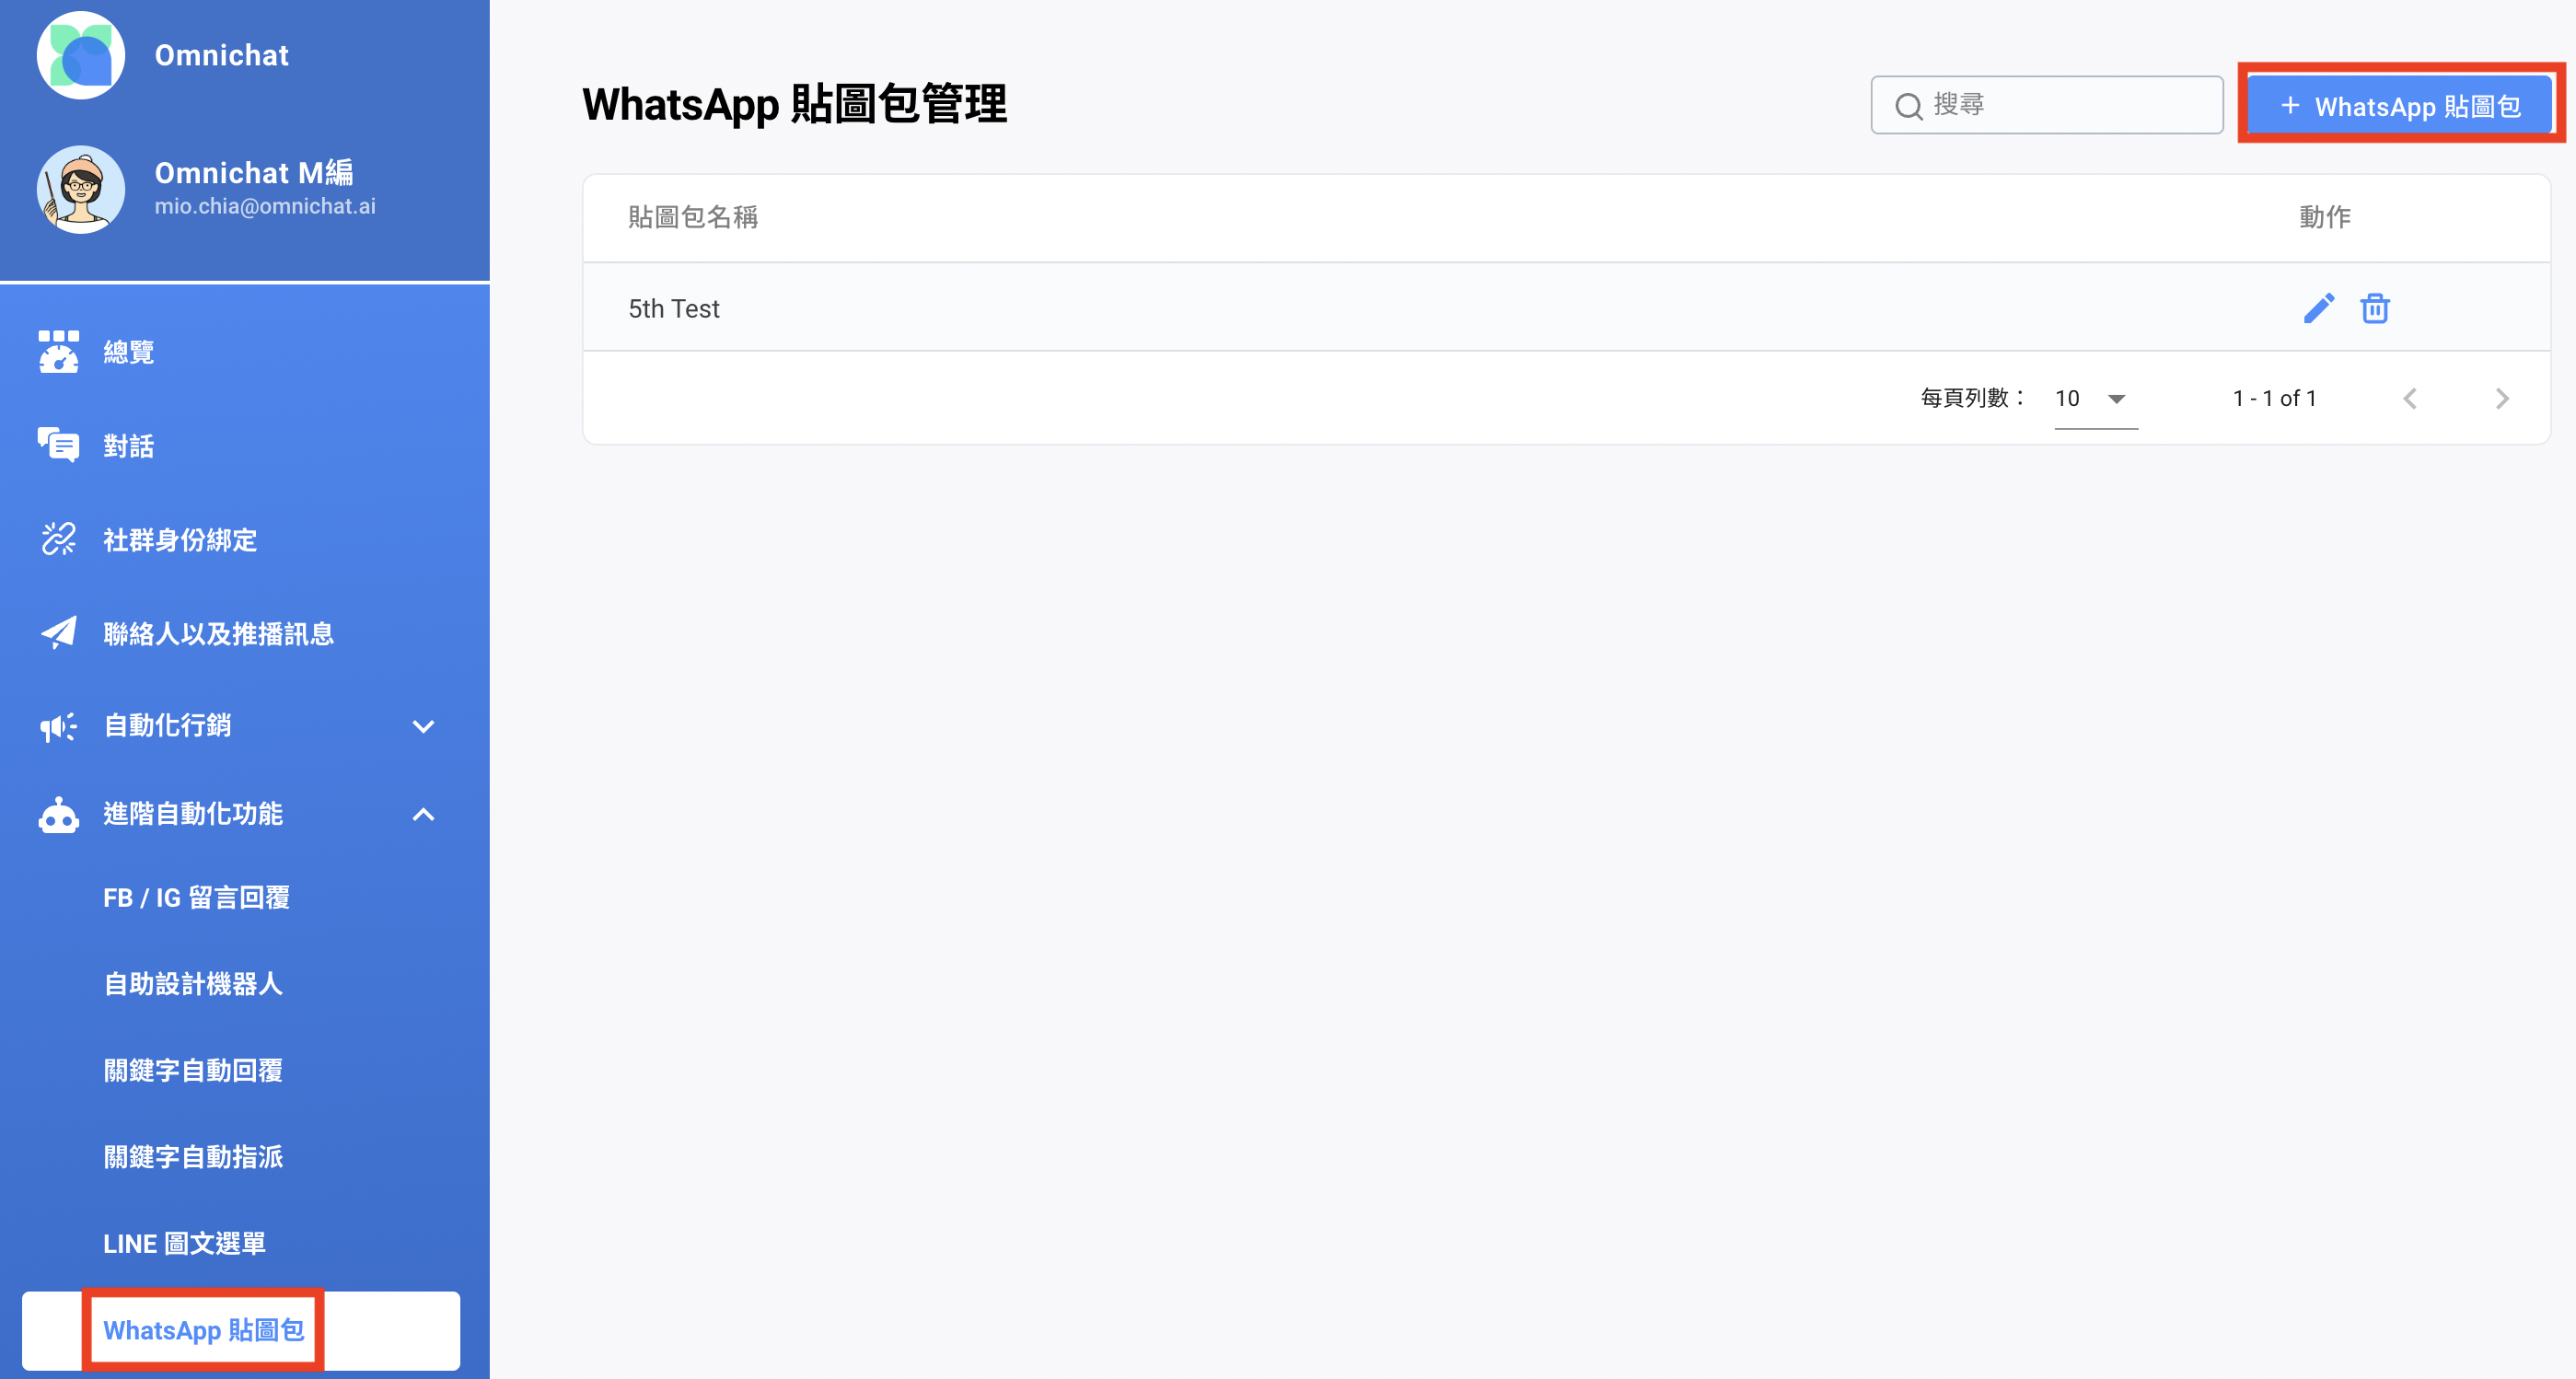 Omnichat
Omnichat M編
mio.chia@omnichat.ai
總覽
對話
社群身份綁定
聯絡人以及推播訊息
自動化行銷
進階自動化功能
FB / IG 留言回覆
自助設計機器人
關鍵字自動回覆
關鍵字自動指派
LINE 圖文選單
WhatsApp 貼圖包
WhatsApp 貼圖包管理
搜尋
+ WhatsApp 貼圖包
貼圖包名稱 動作
5th Test
每頁列數： 10 1 - 1 of 1